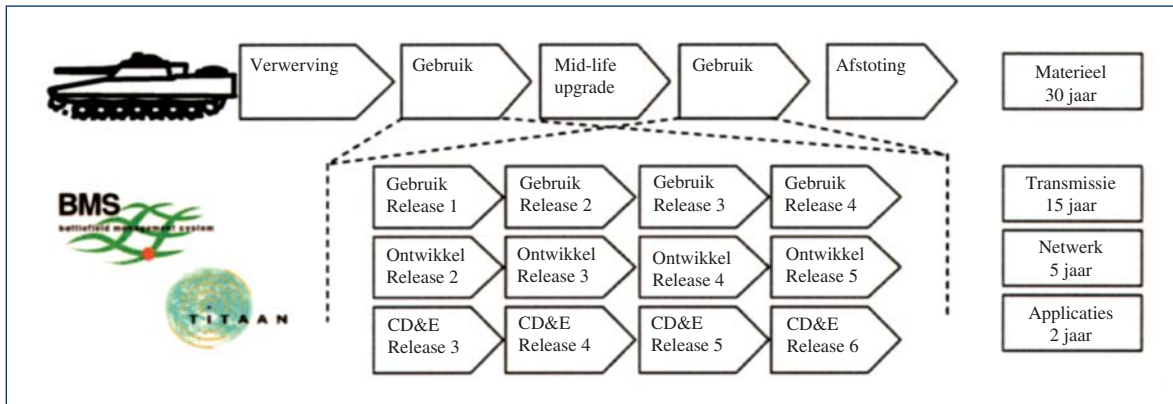 Verwerving
Gebruik
Mid-life
upgrade
Gebruik
Afstoting
Materieel
30 jaar
BMS
battlefield management system
TITAAN
Gebruik
Release 1
Gebruik
Release 2
Gebruik
Release 3
Gebruik
Release 4
Transmissie
15 jaar
Ontwikkel
Release 2
Ontwikkel
Release 3
Ontwikkel
Release 4
Ontwikkel
Release 5
Netwerk
5 jaar
CD&E
Release 3
CD&E
Release 4
CD&E
Release 5
CD&E
Release 6
Applicaties
2 jaar